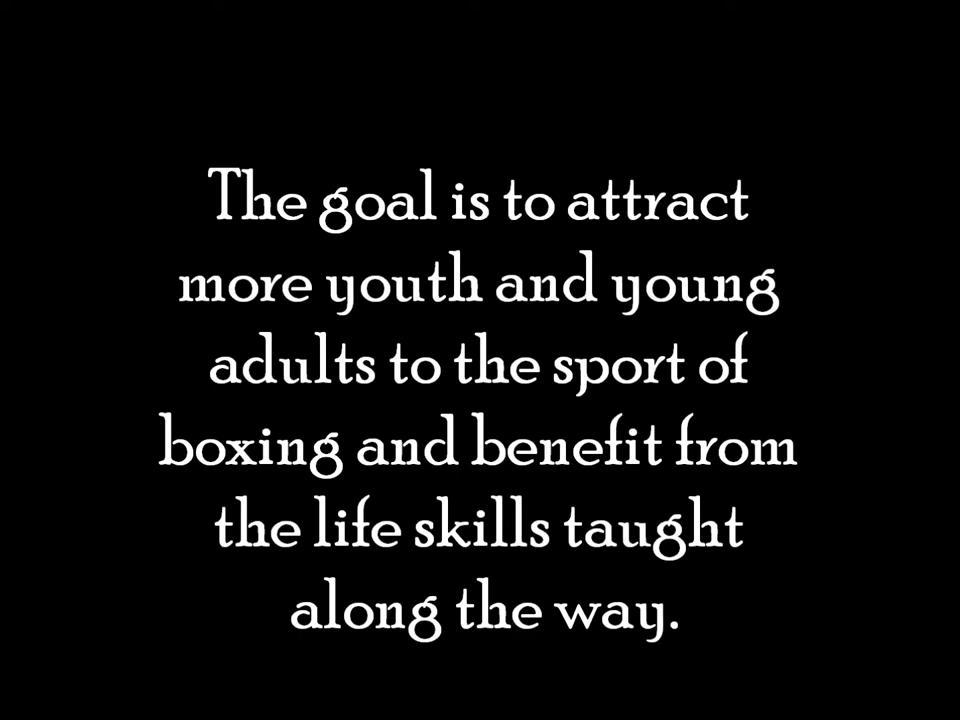 The goal is to attract
more youth and young
adults to the sport of
boxing and benefit from
the life skills taught
along the way.